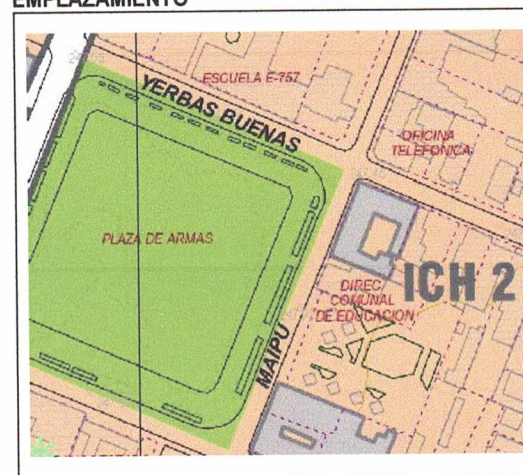 EMPLAZAMIENTO
ESCUELA E-757
YERBAS BUENAS
OFICINA
TELEFONICA
PLAZA DE ARMAS
DIREC
COMUNAL
DE EDUCACION
ICH 2
MAIPU